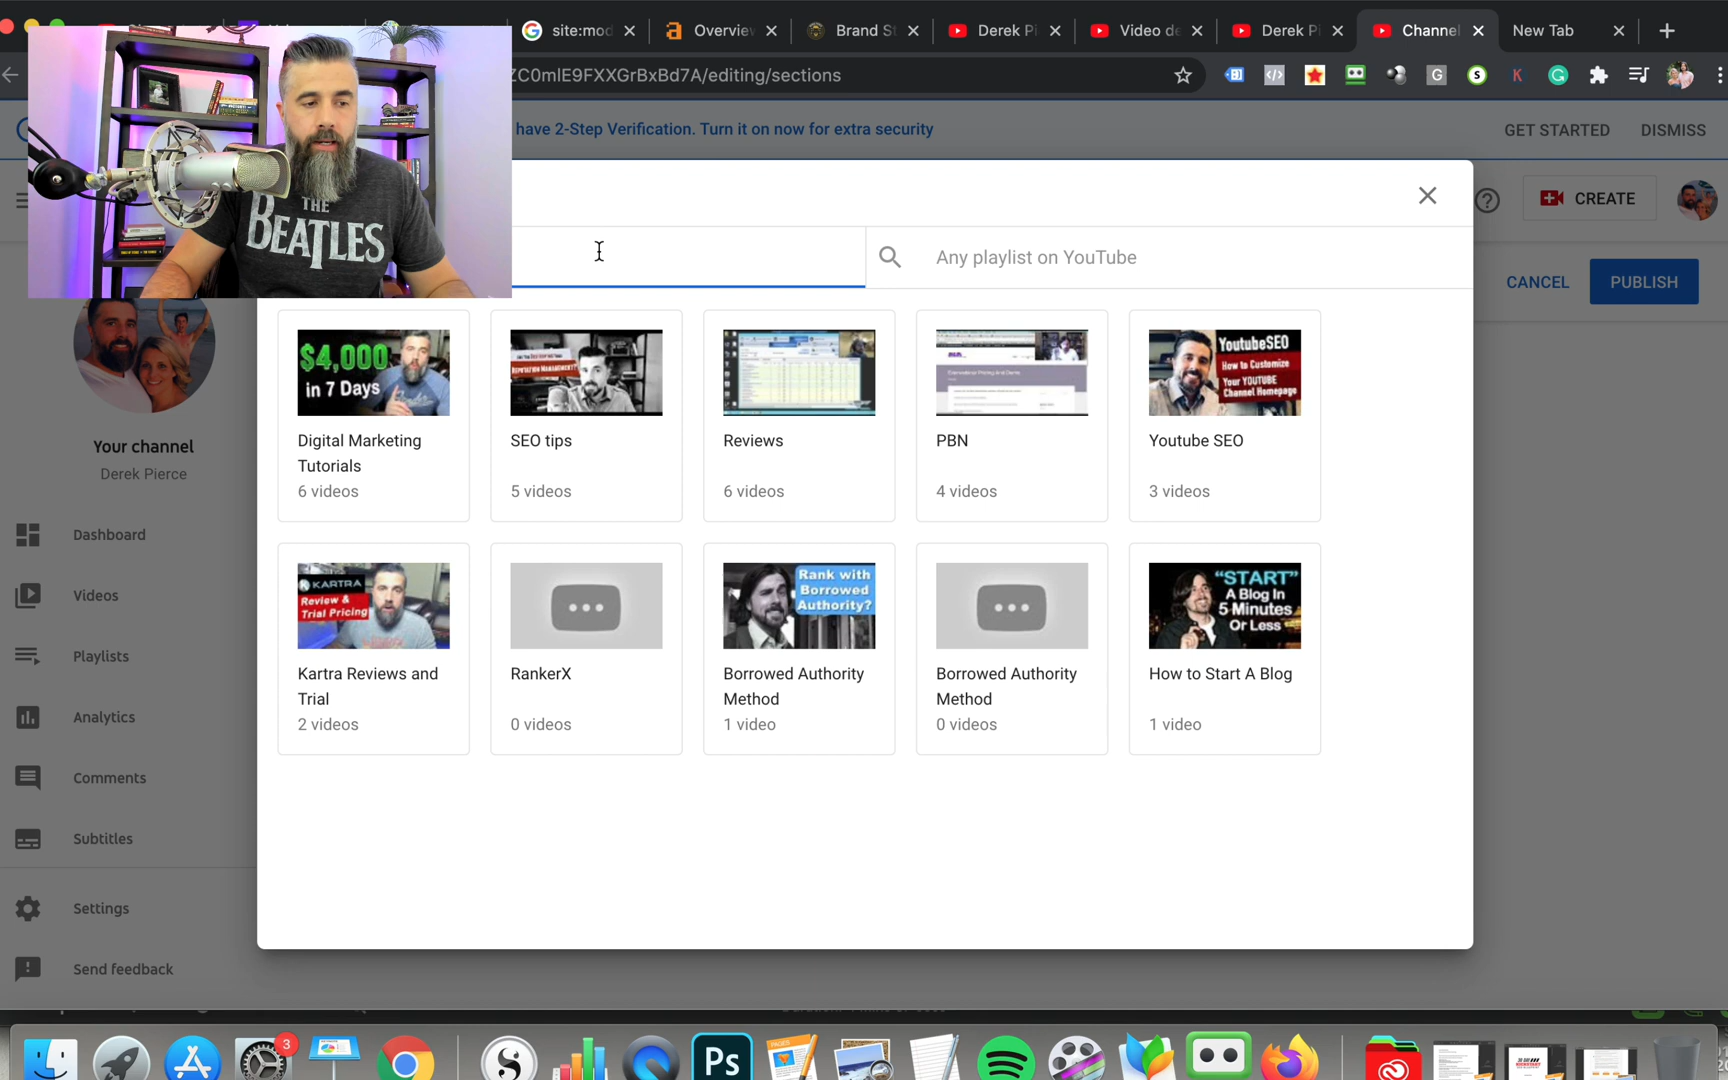 site:mod
Overvie
Brand S
Derek Pi
Video de
Derek Pi
Channel
New Tab
ZC0mlE9FXXGrBxBd7A/editing/sections
have 2-Step Verification. Turn it on now for extra security
GET STARTED
DISMISS
THE
BEATLES
CREATE
Any playlist on YouTube
CANCEL
PUBLISH
Your channel
Derek Pierce
Dashboard
Videos
Playlists
Analytics
Comments
Subtitles
Settings
Send feedback
$4,000
in 7 Days
Digital Marketing
Tutorials
6 videos
SEO tips
5 videos
Reviews
6 videos
PBN
4 videos
YoutubeSEO
How to Customize
Your YOUTUBE
Channel Homepage
Youtube SEO
3 videos
KARTRA
Review &
Trial Pricing
Kartra Reviews and
Trial
2 videos
RankerX
0 videos
Rank with
Borrowed
Authority?
Borrowed Authority
Method
1 video
Borrowed Authority
Method
0 videos
"START"
A Blog In
5 Minutes
Or Less
How to Start A Blog
1 video
3
Ps
PAGES